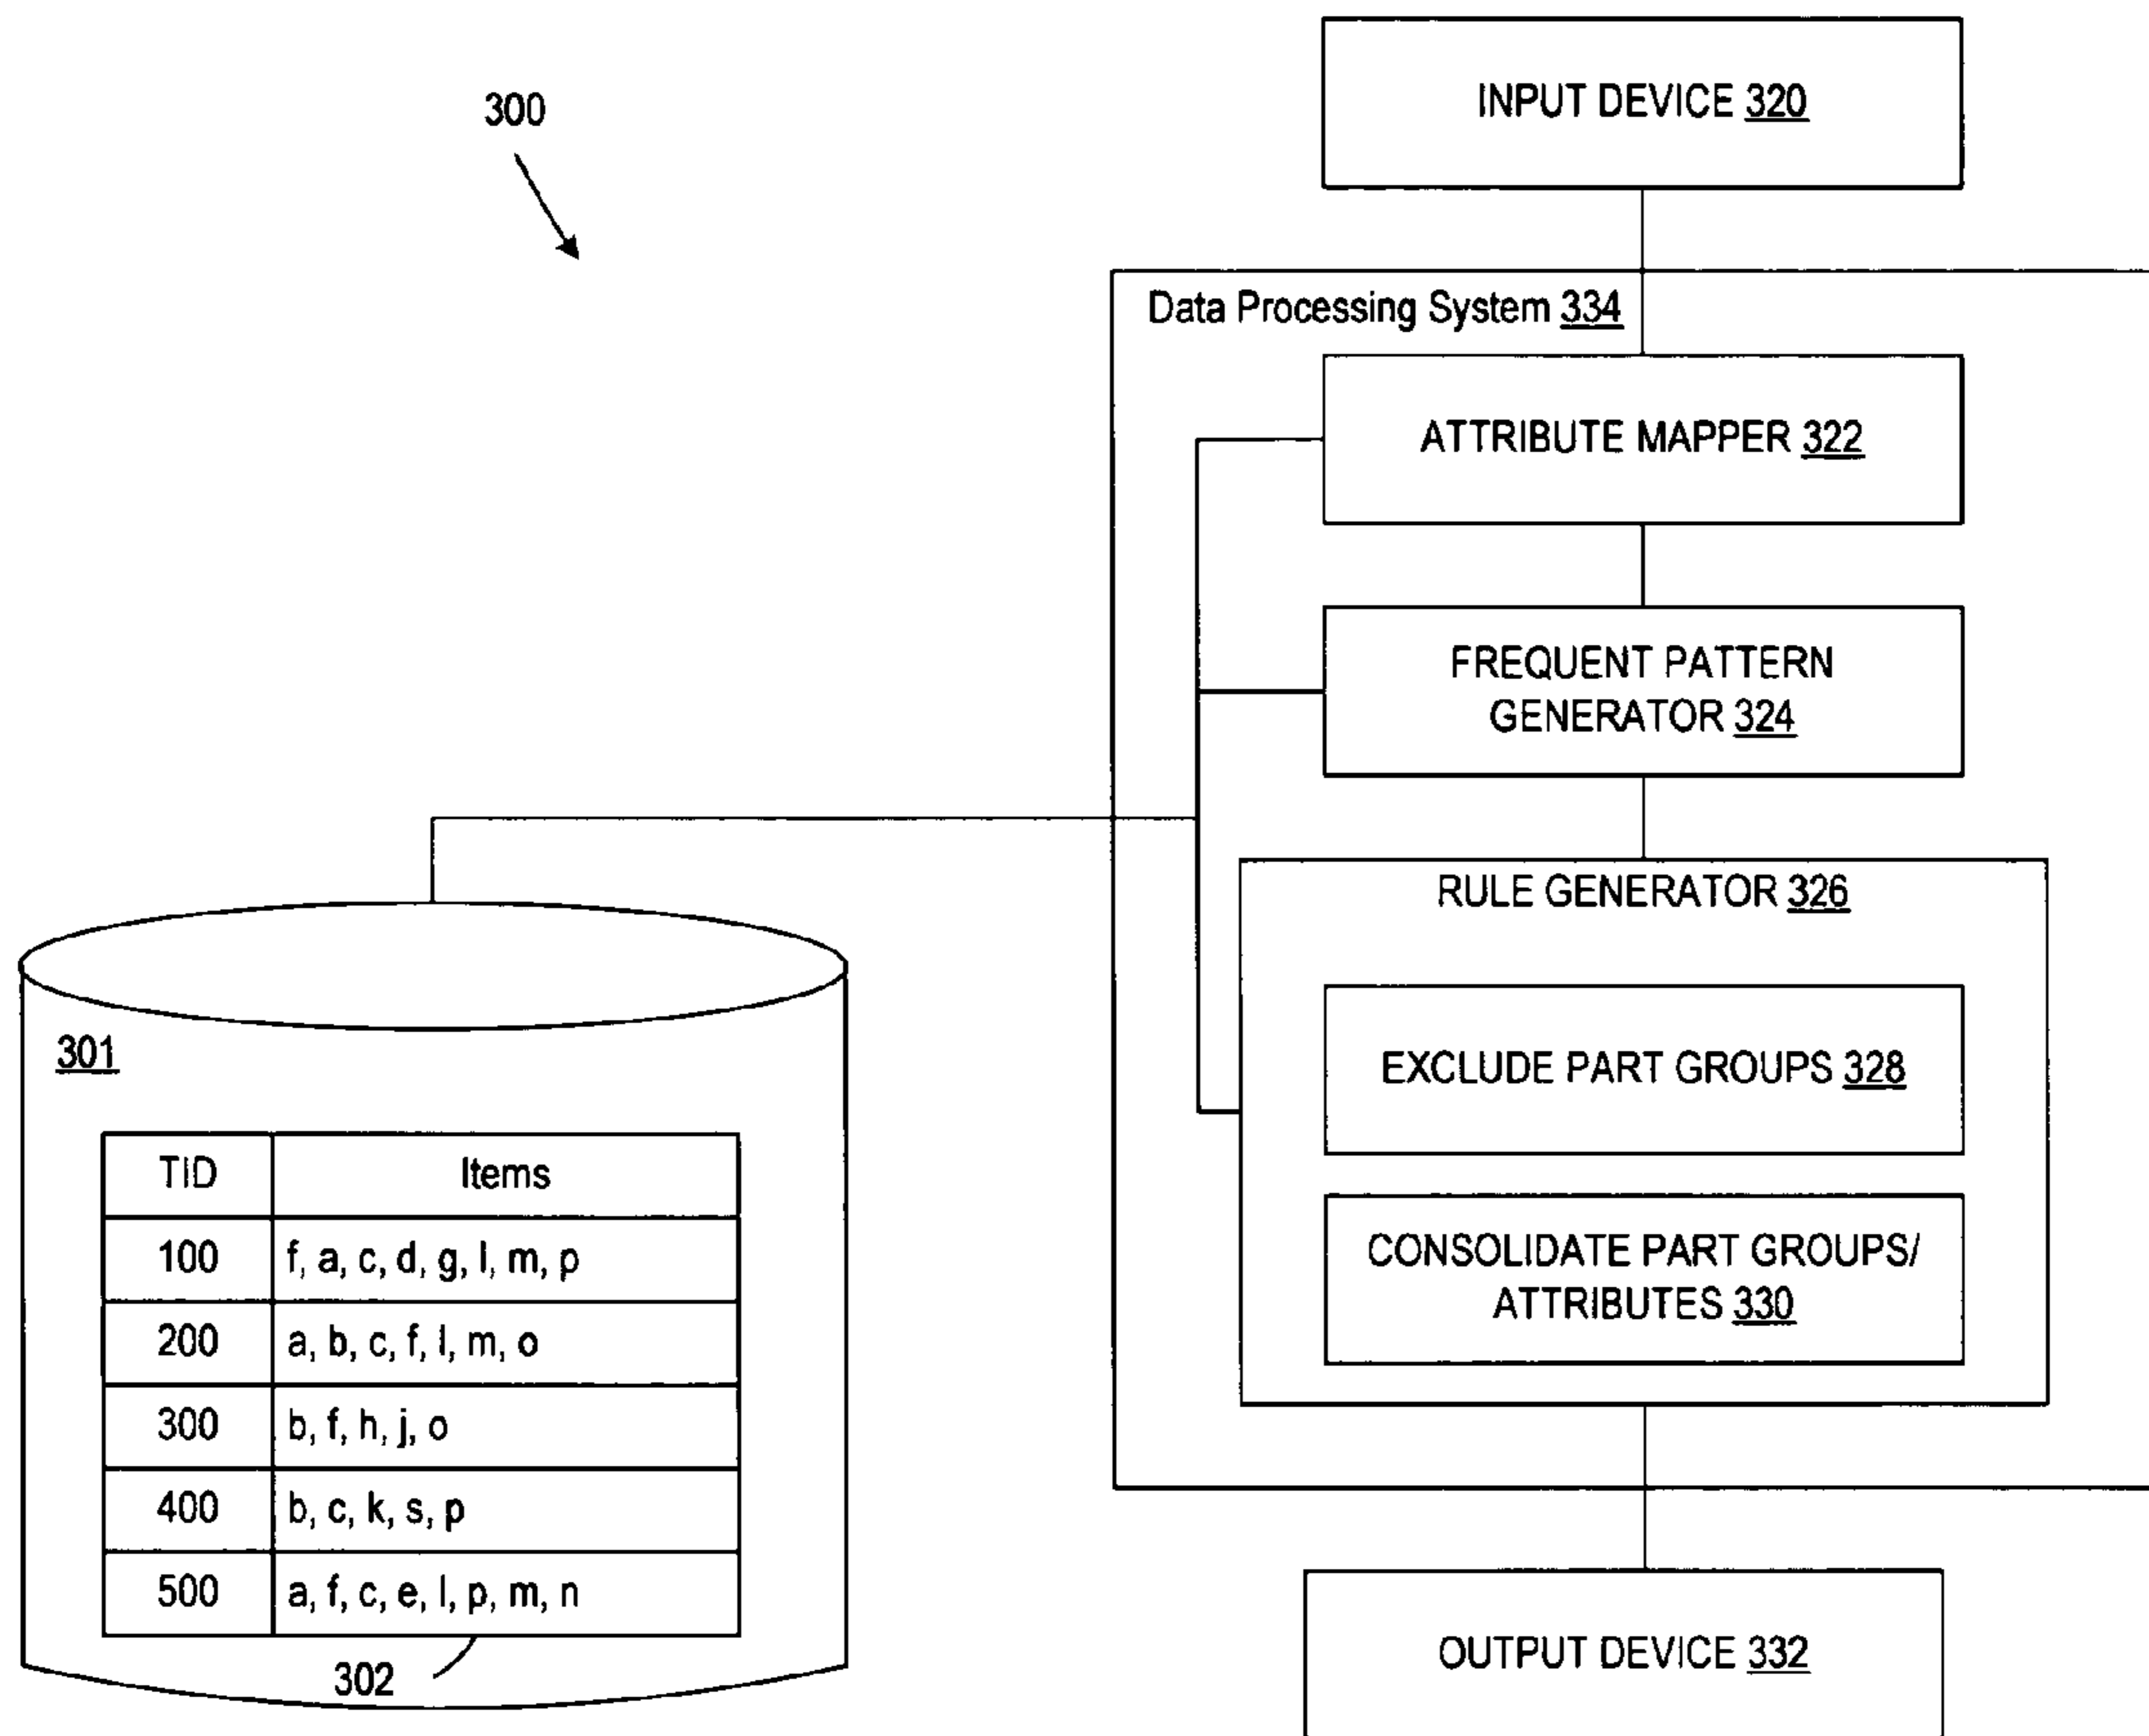 300
INPUT DEVICE 320
Data Processing System 334
ATTRIBUTE MAPPER 322
FREQUENT PATTERN
GENERATOR 324
RULE GENERATOR 326
EXCLUDE PART GROUPS 328
CONSOLIDATE PART GROUPS/
ATTRIBUTES 330
OUTPUT DEVICE 332
301
TID Items
100 f, a, c, d, g, l, m, p
200 a, b, c, f, l, m, o
300 b, f, h, j, o
400 b, c, k, s, p
500 a, f, c, e, l, p, m, n
302